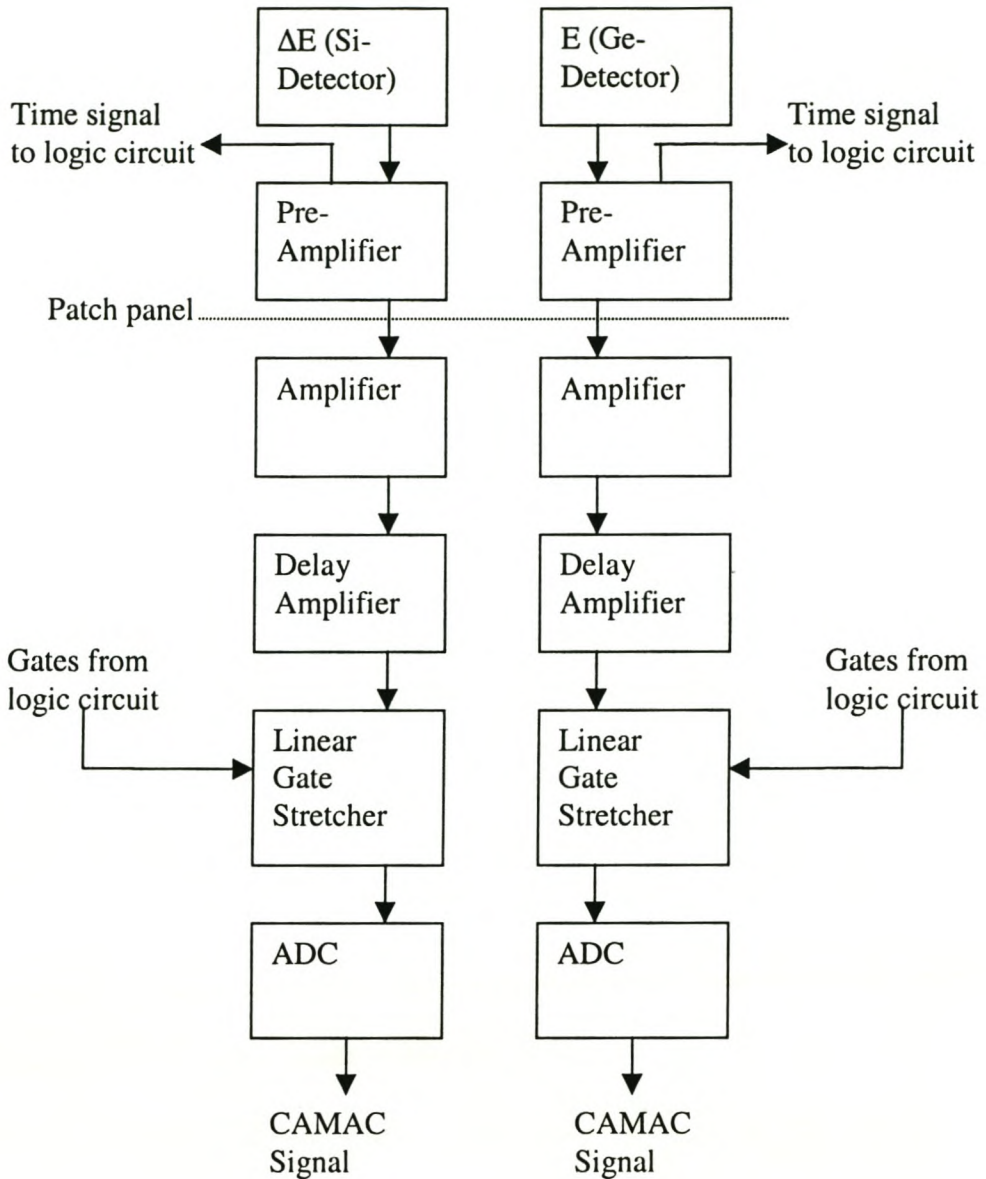 ΔE (Si-
Detector)
E (Ge-
Detector)
Time signal
to logic circuit
Time signal
to logic circuit
Pre-
Amplifier
Pre-
Amplifier
Patch panel
Amplifier
Amplifier
Delay
Amplifier
Delay
Amplifier
Gates from
logic circuit
Gates from
logic circuit
Linear
Gate
Stretcher
Linear
Gate
Stretcher
ADC
ADC
CAMAC
Signal
CAMAC
Signal